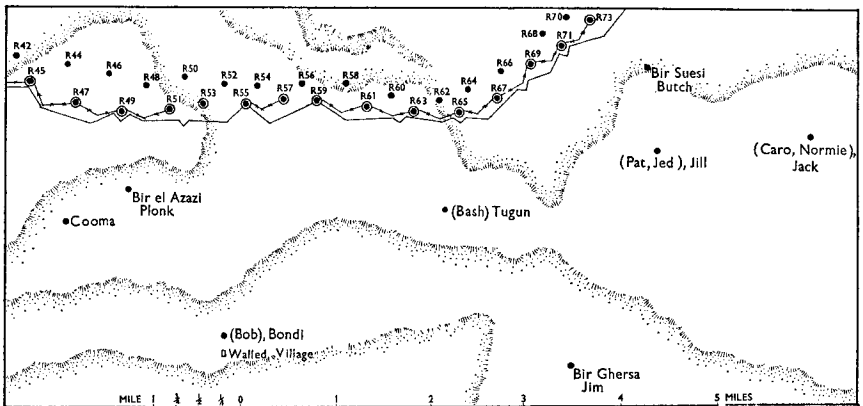 R70
R73
R68
R71
R42
R44
R46
R48
R50
R52
R54
R56
R58
R60
R62
R64
R66
R69
R45
R47
R49
R51
R53
R55
R57
R59
R61
R63
R65
R67
Bir Suesi
Butch
(Pat, Jed), Jill
(Caro, Normie),
Jack
Bir el Azazi
Plonk
Cooma
(Bash) Tugun
(Bob), Bondi
Walled Village
Bir Ghersa
Jim
MILE 1 ¾ ½ ¼ 0 1 2 3 4 5 MILES